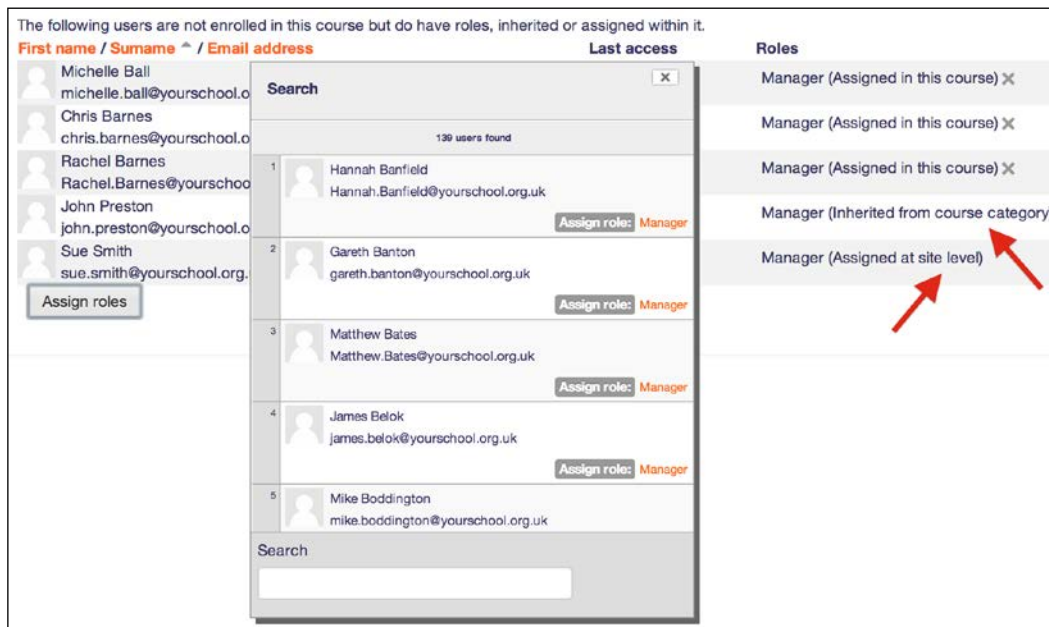 The following users are not enrolled in this course but do have roles, inherited or assigned within it.
First name / Surname / Email address Last access Roles
Michelle Ball
michelle.ball@yourschool.o
Manager (Assigned in this course)
Chris Barnes
chris.barnes@yourschool.o
Manager (Assigned in this course)
Rachel Barnes
Rachel.Barnes@yourschoo
Manager (Assigned in this course)
John Preston
john.preston@yourschool.o
Manager (Inherited from course category)
Sue Smith
sue.smith@yourschool.org.
Manager (Assigned at site level)
Assign roles
Search
139 users found
1 Hannah Banfield
Hannah.Banfield@yourschool.org.uk
Assign role: Manager
2 Gareth Banton
gareth.banton@yourschool.org.uk
Assign role: Manager
3 Matthew Bates
Matthew.Bates@yourschool.org.uk
Assign role: Manager
4 James Belok
james.belok@yourschool.org.uk
Assign role: Manager
5 Mike Boddington
mike.boddington@yourschool.org.uk
Search